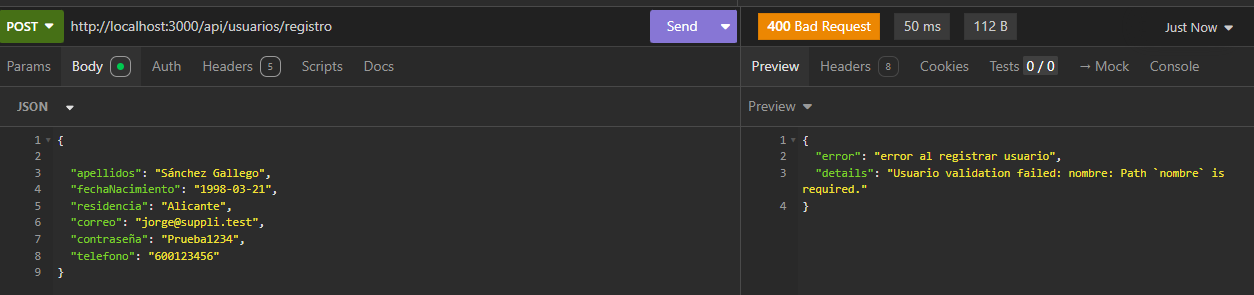 POST http://localhost:3000/api/usuarios/registro Send
400 Bad Request 50 ms 112 B Just Now
Params Body Auth Headers 5 Scripts Docs
Preview Headers 8 Cookies Tests 0 / 0 → Mock Console
JSON
Preview
1 {
2
3 "apellidos": "Sánchez Gallego",
4 "fechaNacimiento": "1998-03-21",
5 "residencia": "Alicante",
6 "correo": "jorge@suppli.test",
7 "contraseña": "Prueba1234",
8 "telefono": "600123456"
9 }
1 {
2 "error": "error al registrar usuario",
3 "details": "Usuario validation failed: nombre: Path `nombre` is
required."
4 }